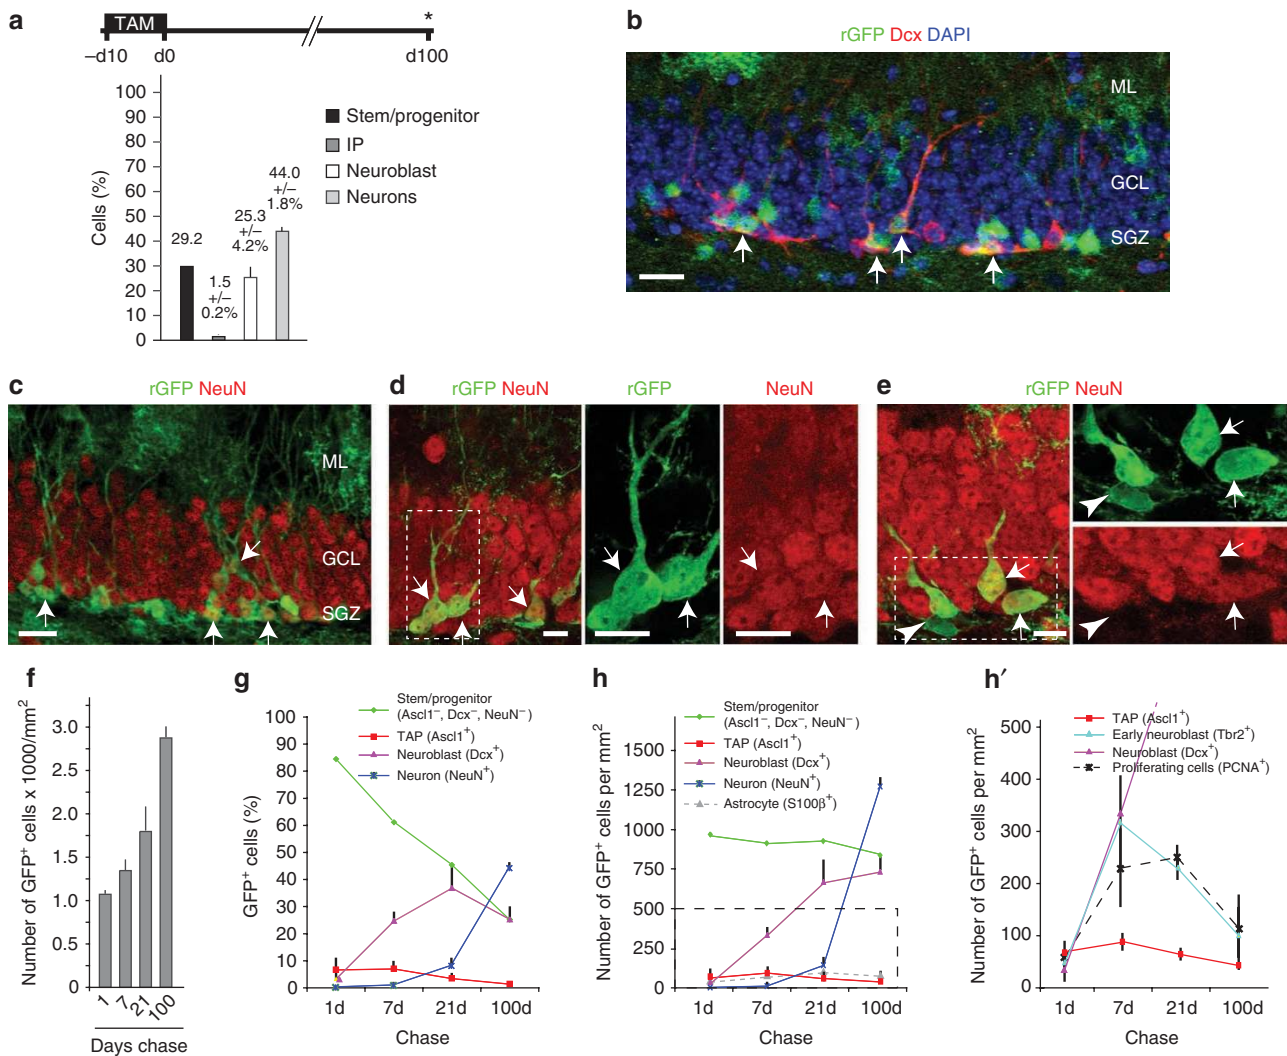 a
TAM
*
–d10
d0
d100
100
90
80
70
60
50
40
30
20
10
0
Cells (%)
29.2
1.5
+/–
0.2%
25.3
+/–
4.2%
44.0
+/–
1.8%
Stem/progenitor
IP
Neuroblast
Neurons
b
rGFP Dcx DAPI
ML
GCL
SGZ
c
rGFP NeuN
ML
GCL
SGZ
d
rGFP NeuN
rGFP
NeuN
e
rGFP NeuN
f
Number of GFP⁺ cells x 1000/mm²
3.0
2.5
2.0
1.5
1.0
0.5
0
1
7
21
100
Days chase
g
Stem/progenitor
(Ascl1⁻, Dcx⁻, NeuN⁻)
TAP (Ascl1⁺)
Neuroblast (Dcx⁺)
Neuron (NeuN⁺)
GFP⁺ cells (%)
100
90
80
70
60
50
40
30
20
10
0
1d
7d
21d
100d
Chase
h
Stem/progenitor
(Ascl1⁻, Dcx⁻, NeuN⁻)
TAP (Ascl1⁺)
Neuroblast (Dcx⁺)
Neuron (NeuN⁺)
Astrocyte (S100β⁺)
Number of GFP⁺ cells per mm²
1500
1250
1000
750
500
250
0
1d
7d
21d
100d
Chase
h′
TAP (Ascl1⁺)
Early neuroblast (Tbr2⁺)
Neuroblast (Dcx⁺)
Proliferating cells (PCNA⁺)
Number of GFP⁺ cells per mm²
500
400
300
200
100
0
1d
7d
21d
100d
Chase